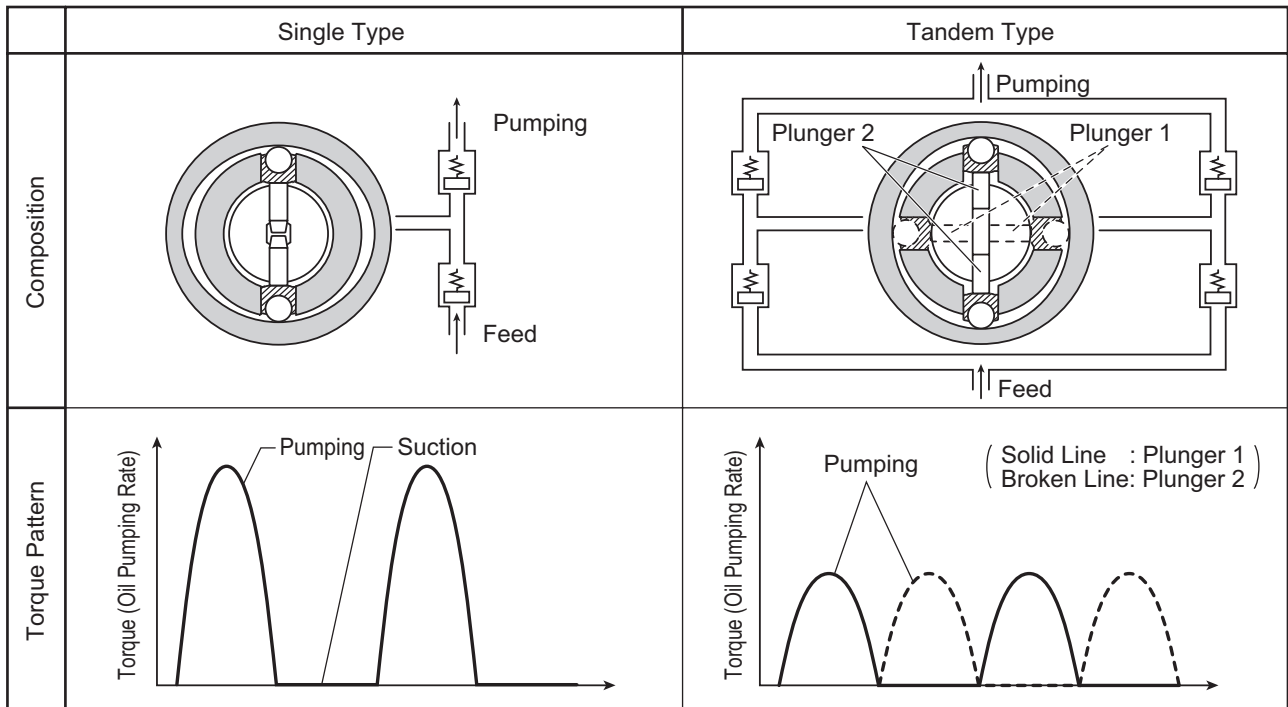 Single Type
Tandem Type
Composition
Pumping
Feed
Pumping
Plunger 2
Plunger 1
Feed
Torque Pattern
Torque (Oil Pumping Rate)
Pumping
Suction
Torque (Oil Pumping Rate)
Pumping
( Solid Line : Plunger 1
Broken Line: Plunger 2 )